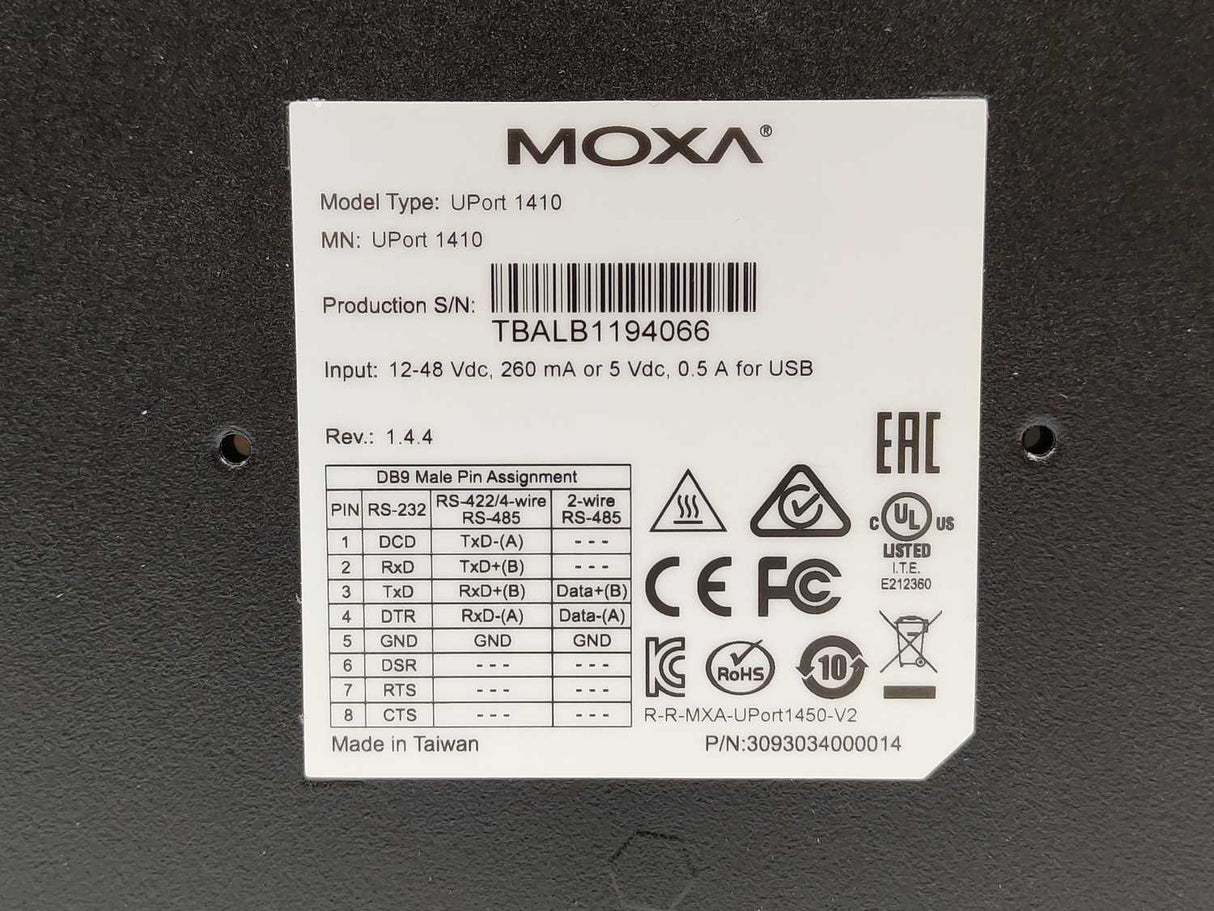 MOXA®
Model Type: UPort 1410
MN: UPort 1410
Production S/N:
TBALB1194066
Input: 12-48 Vdc, 260 mA or 5 Vdc, 0.5 A for USB
Rev.: 1.4.4
DB9 Male Pin Assignment
PIN RS-232 RS-422/4-wire RS-485 2-wire RS-485
1 DCD TxD-(A) - - -
2 RxD TxD+(B) - - -
3 TxD RxD+(B) Data+(B)
4 DTR RxD-(A) Data-(A)
5 GND GND GND
6 DSR - - - - - -
7 RTS - - - - - -
8 CTS - - - - - -
Made in Taiwan
EAC
C UL US
LISTED
I.T.E.
E212360
CE FC
KC RoHS 10
R-R-MXA-UPort1450-V2
P/N:3093034000014